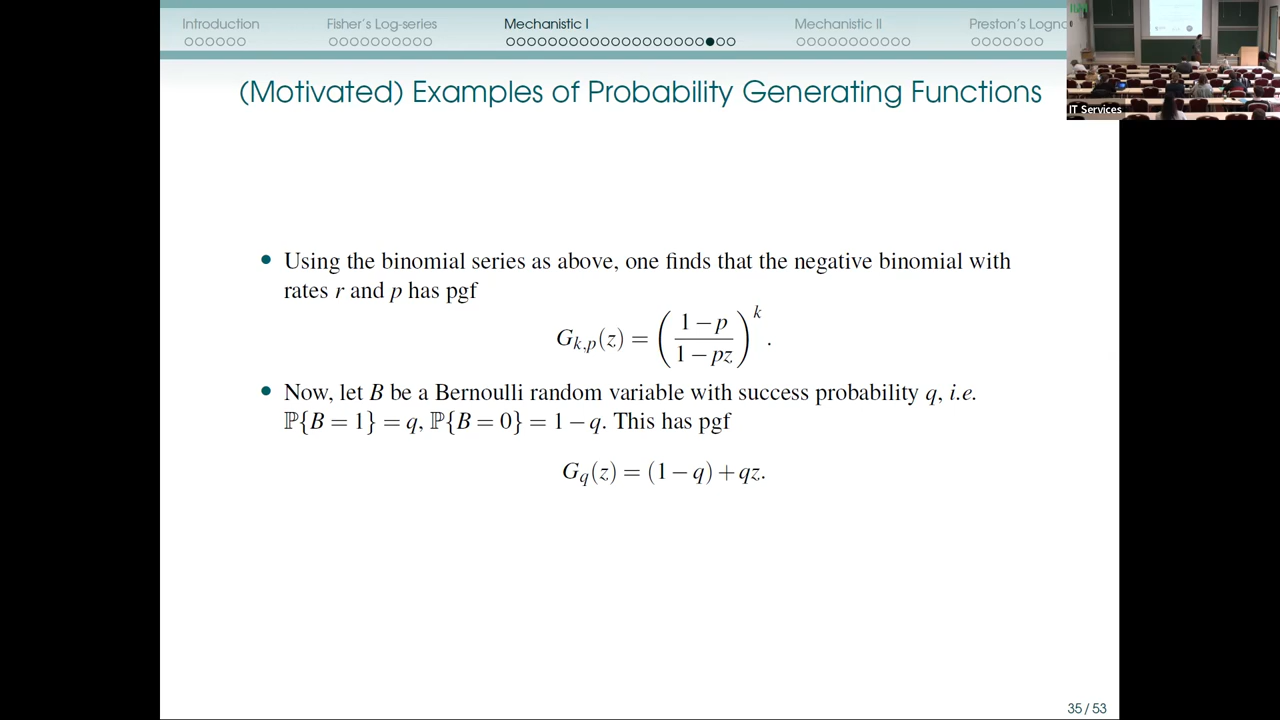 Introduction
Fisher's Log-series
Mechanistic I
Mechanistic II
Preston's Logno
IT Services
(Motivated) Examples of Probability Generating Functions
• Using the binomial series as above, one finds that the negative binomial with
rates r and p has pgf
G_{k,p}(z) = ( (1 − p) / (1 − pz) )^k .
• Now, let B be a Bernoulli random variable with success probability q, i.e.
ℙ{B = 1} = q, ℙ{B = 0} = 1 − q. This has pgf
G_q(z) = (1 − q) + qz.
35 / 53